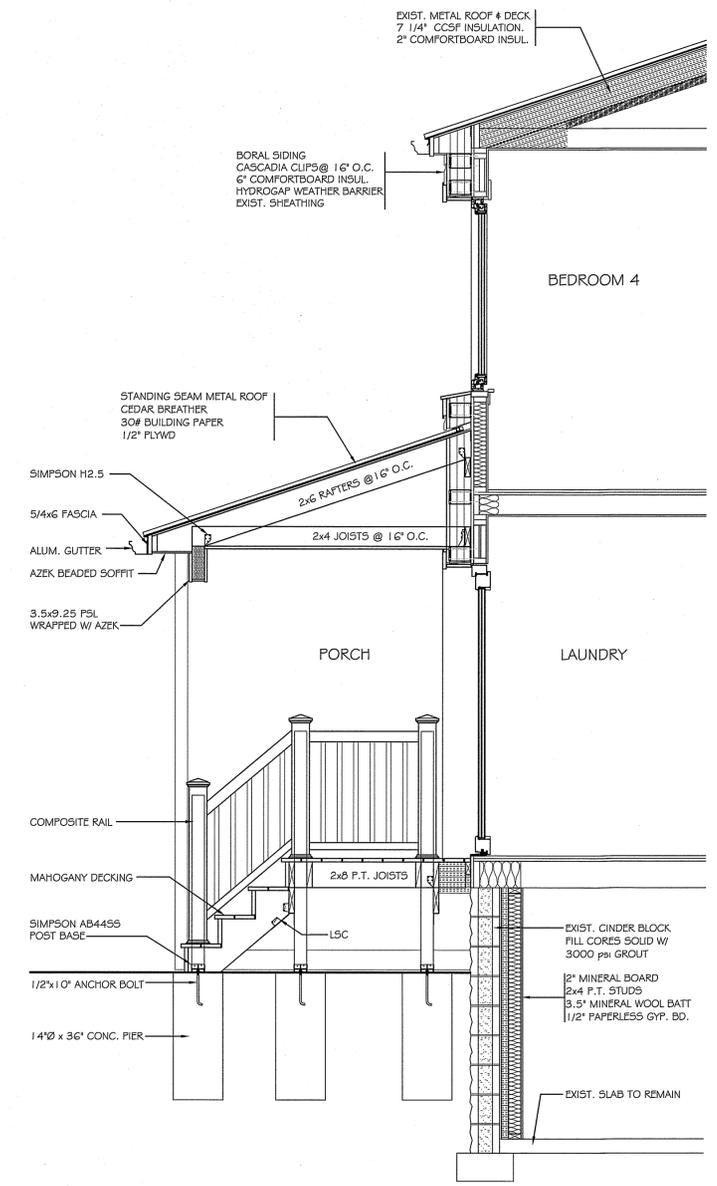 EXIST. METAL ROOF & DECK
7 1/4" CCSF INSULATION.
2" COMFORTBOARD INSUL.
BORAL SIDING
CASCADIA CLIPS@ 16" O.C.
6" COMFORTBOARD INSUL.
HYDROGAP WEATHER BARRIER
EXIST. SHEATHING
BEDROOM 4
STANDING SEAM METAL ROOF
CEDAR BREATHER
30# BUILDING PAPER
1/2" PLYWD
SIMPSON H2.5
2x6 RAFTERS @16" O.C.
5/4x6 FASCIA
2x4 JOISTS @ 16" O.C.
ALUM. GUTTER
AZEK BEADED SOFFIT
3.5x9.25 PSL
WRAPPED W/ AZEK
PORCH
LAUNDRY
COMPOSITE RAIL
MAHOGANY DECKING
2x8 P.T. JOISTS
SIMPSON AB44SS
POST BASE
LSC
EXIST. CINDER BLOCK
FILL CORES SOLID W/
3000 psi GROUT
1/2"x10" ANCHOR BOLT
2" MINERAL BOARD
2x4 P.T. STUDS
3.5" MINERAL WOOL BATT
1/2" PAPERLESS GYP. BD.
14"Ø x 36" CONC. PIER
EXIST. SLAB TO REMAIN